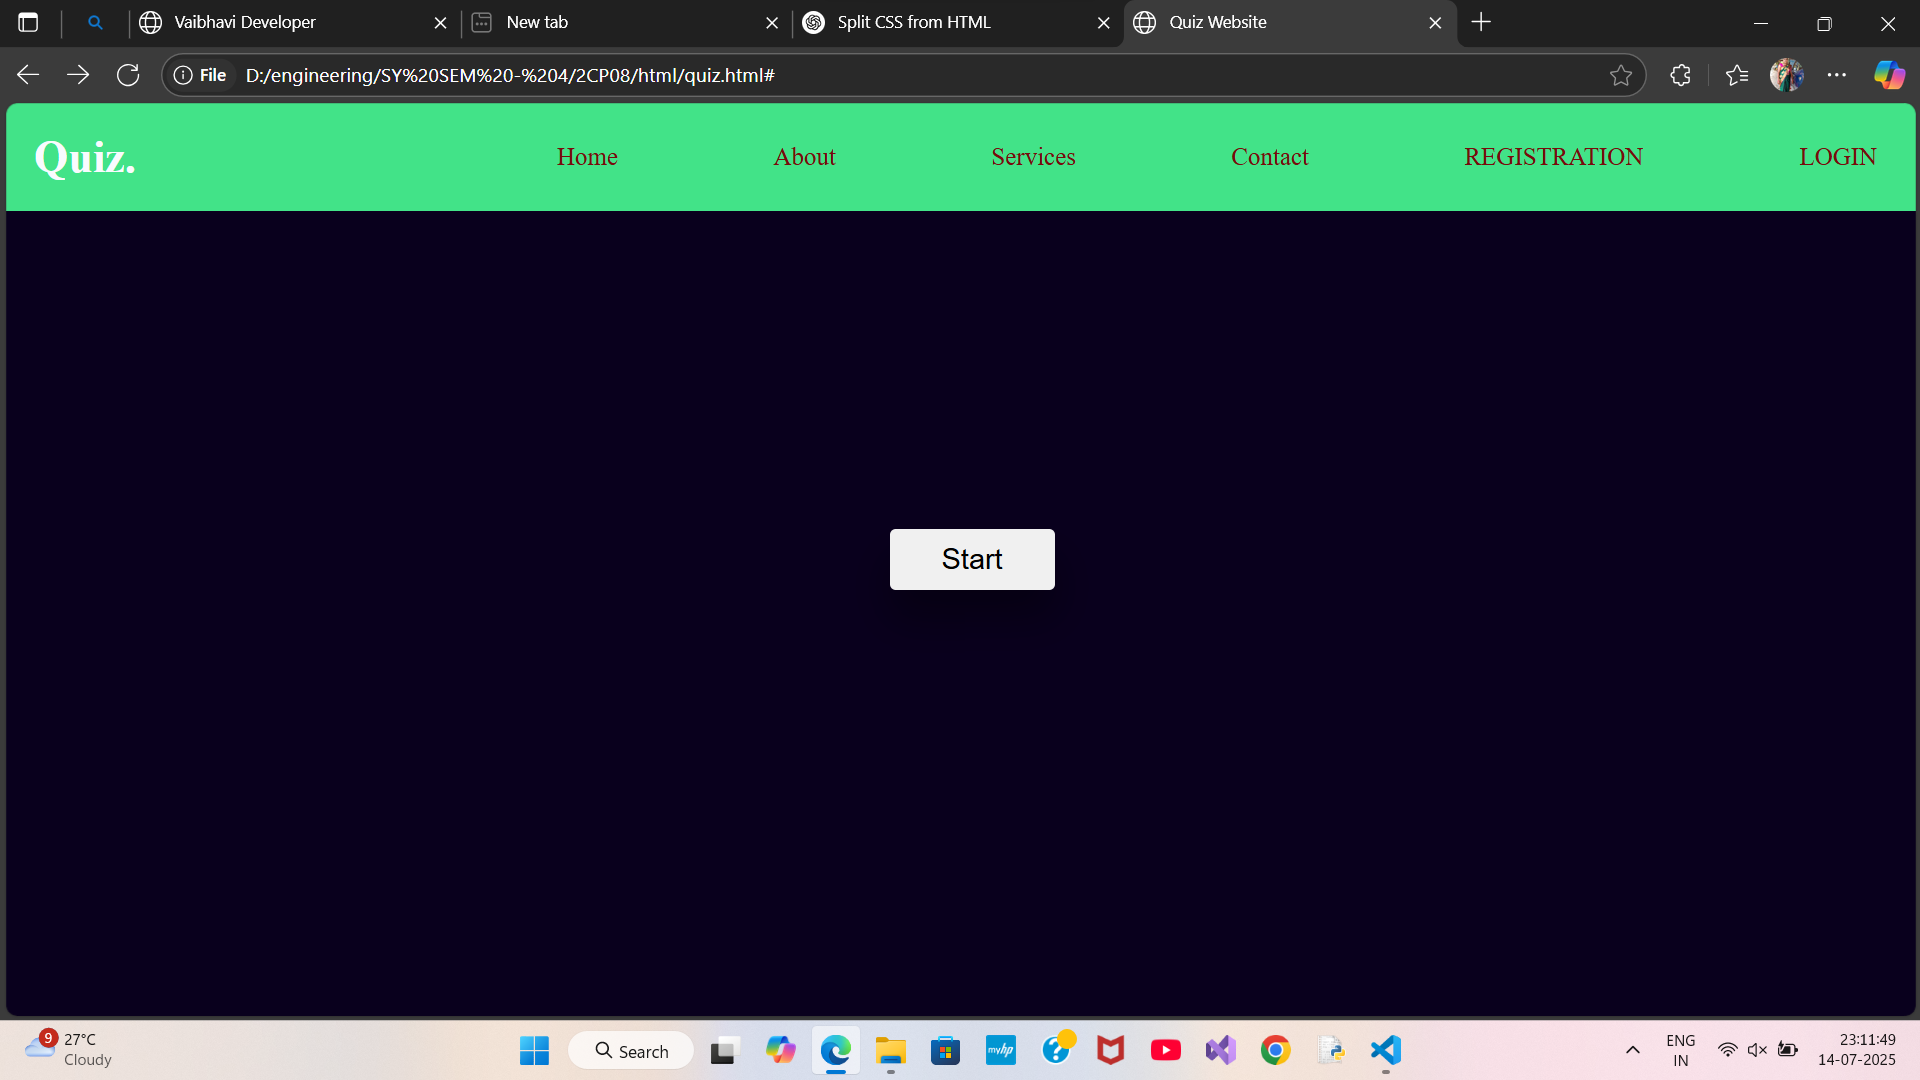 Vaibhavi Developer
New tab
Split CSS from HTML
Quiz Website
File D:/engineering/SY%20SEM%20-%204/2CP08/html/quiz.html#
Quiz. Home About Services Contact REGISTRATION LOGIN
Start
9
27°C
Cloudy
Search
myhp
ENG
IN
23:11:49
14-07-2025